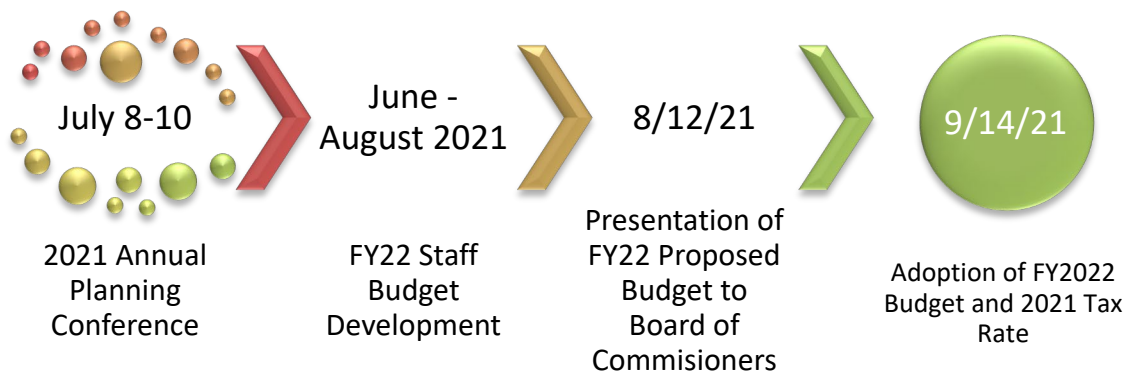 July 8-10
2021 Annual
Planning
Conference
June -
August 2021
FY22 Staff
Budget
Development
8/12/21
Presentation of
FY22 Proposed
Budget to
Board of
Commisioners
9/14/21
Adoption of FY2022
Budget and 2021 Tax
Rate